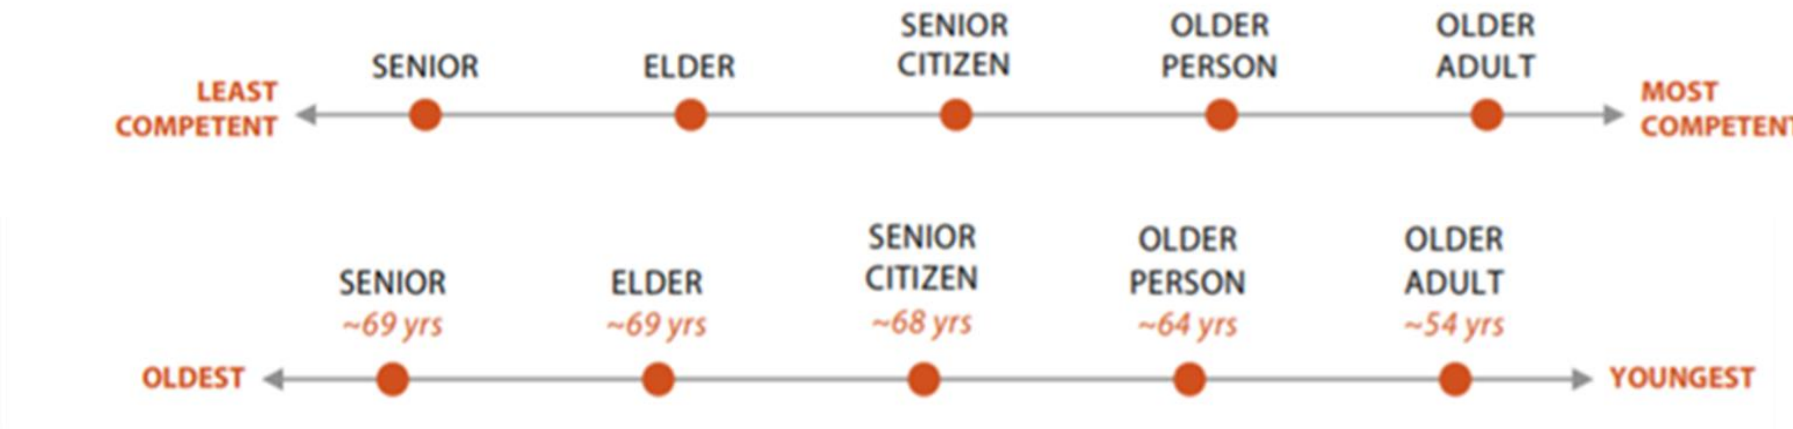 SENIOR
ELDER
SENIOR
CITIZEN
OLDER
PERSON
OLDER
ADULT
LEAST
COMPETENT
MOST
COMPETENT
SENIOR
~69 yrs
ELDER
~69 yrs
SENIOR
CITIZEN
~68 yrs
OLDER
PERSON
~64 yrs
OLDER
ADULT
~54 yrs
OLDEST
YOUNGEST